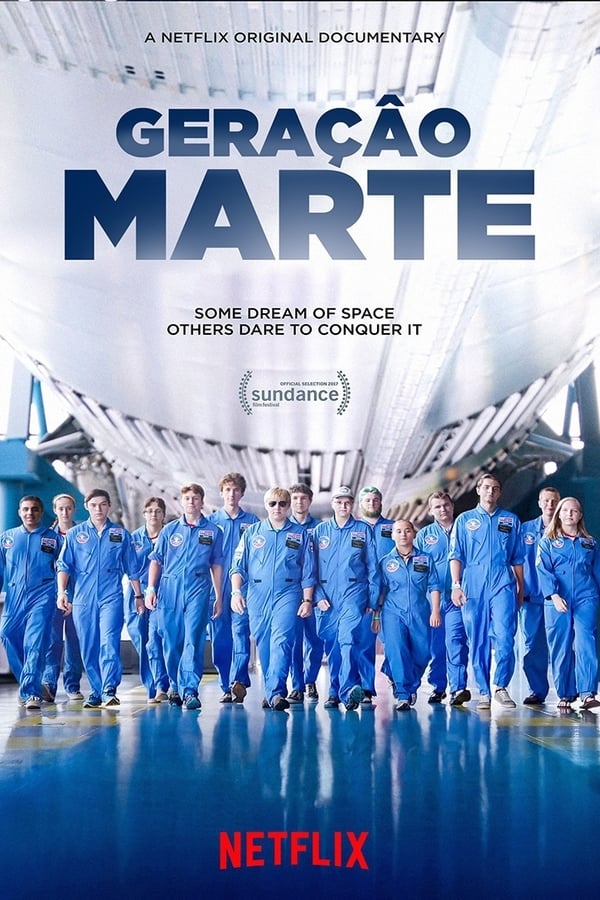 A NETFLIX ORIGINAL DOCUMENTARY
GERAÇÂO
MARTE
SOME DREAM OF SPACE
OTHERS DARE TO CONQUER IT
OFFICIAL SELECTION 2017
sundance
film festival
NETFLIX